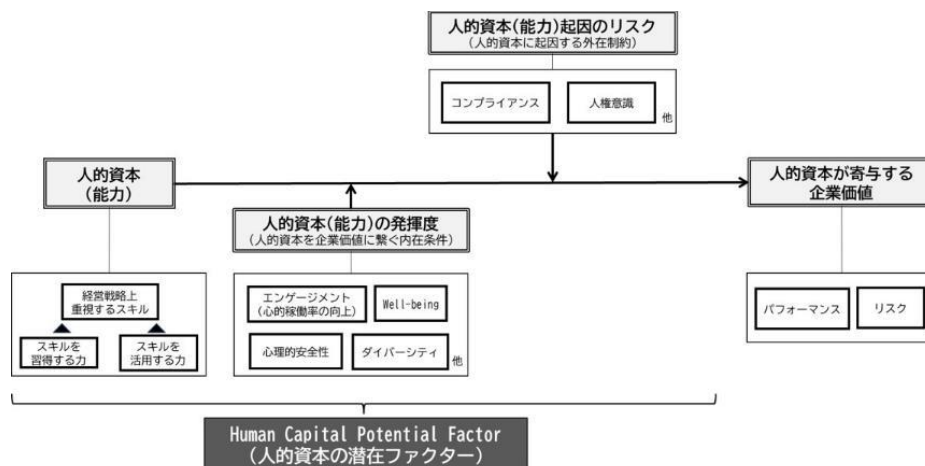 人的資本(能力)起因のリスク
(人的資本に起因する外在制約)
コンプライアンス
人権意識
他
人的資本
(能力)
人的資本が寄与する
企業価値
人的資本(能力)の発揮度
(人的資本を企業価値に繋ぐ内在条件)
経営戦略上
重視するスキル
スキルを
習得する力
スキルを
活用する力
エンゲージメント
(心的稼働率の向上)
Well-being
心理的安全性
ダイバーシティ
他
パフォーマンス
リスク
Human Capital Potential Factor
(人的資本の潜在ファクター)